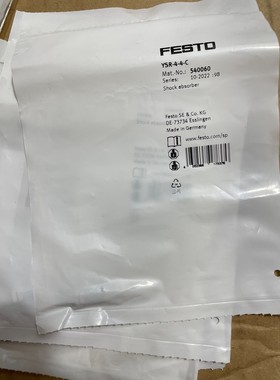 FESTO
YSR-4-4-C
Mat.-No.: 540060
Series: 10-2022
Shock absorber
Festo SE & Co. KG
DE-73734 Esslingen
Made in Germany
www.festo.com/sp